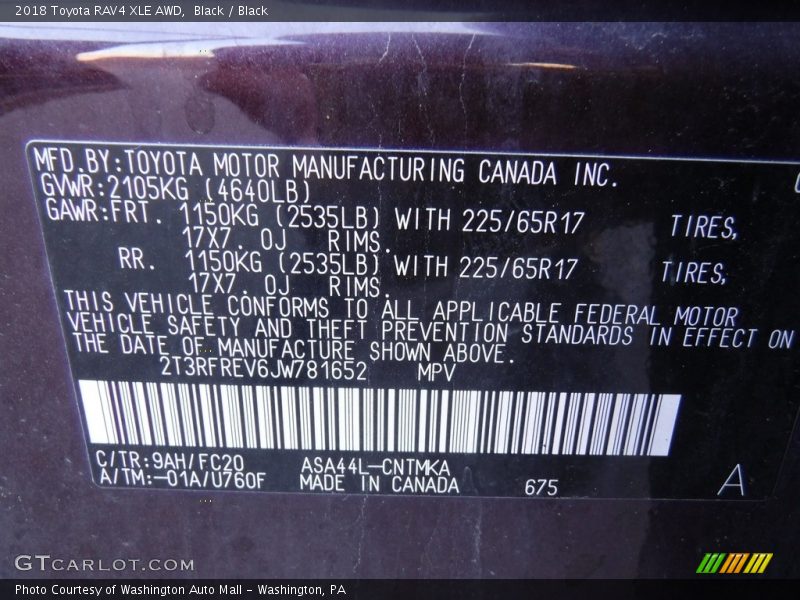 2018 Toyota RAV4 XLE AWD,  Black / Black
MFD.BY:TOYOTA MOTOR MANUFACTURING CANADA INC.
GVWR:2105KG (4640LB)
GAWR:FRT. 1150KG (2535LB) WITH 225/65R17 TIRES,
17X7.0J RIMS.
RR. 1150KG (2535LB) WITH 225/65R17 TIRES,
17X7.0J RIMS.
THIS VEHICLE CONFORMS TO ALL APPLICABLE FEDERAL MOTOR
VEHICLE SAFETY AND THEFT PREVENTION STANDARDS IN EFFECT ON
THE DATE OF MANUFACTURE SHOWN ABOVE.
2T3RFREV6JW781652 MPV
C/TR:9AH/FC20 ASA44L-CNTMKA
A/TM:-01A/U760F MADE IN CANADA 675 A
GTCARLOT.COM
Photo Courtesy of Washington Auto Mall - Washington, PA